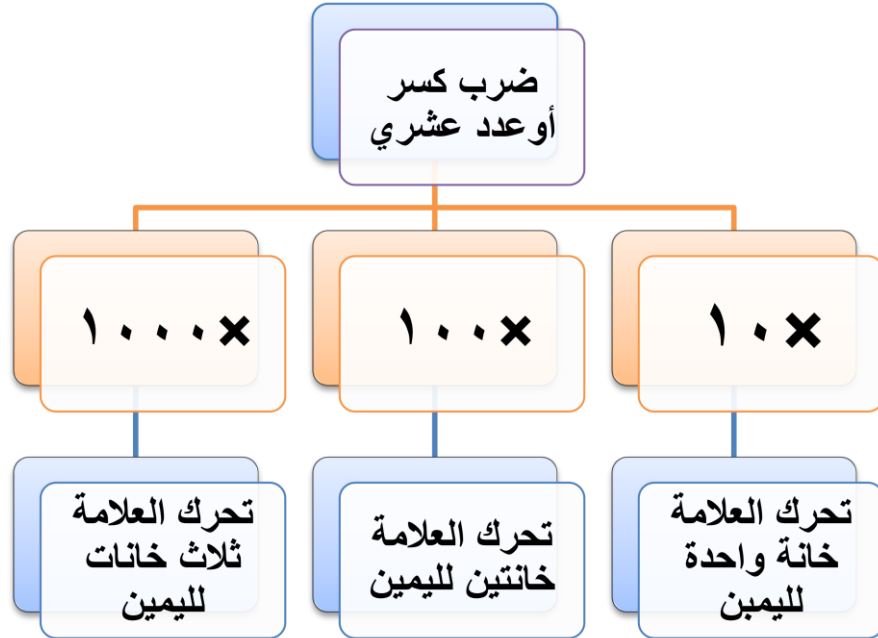 ضرب كسر
أوعدد عشري
×١٠
×١٠٠
×١٠٠٠
تحرك العلامة
خانة واحدة
لليمبن
تحرك العلامة
خانتين لليمين
تحرك العلامة
ثلاث خانات
لليمين